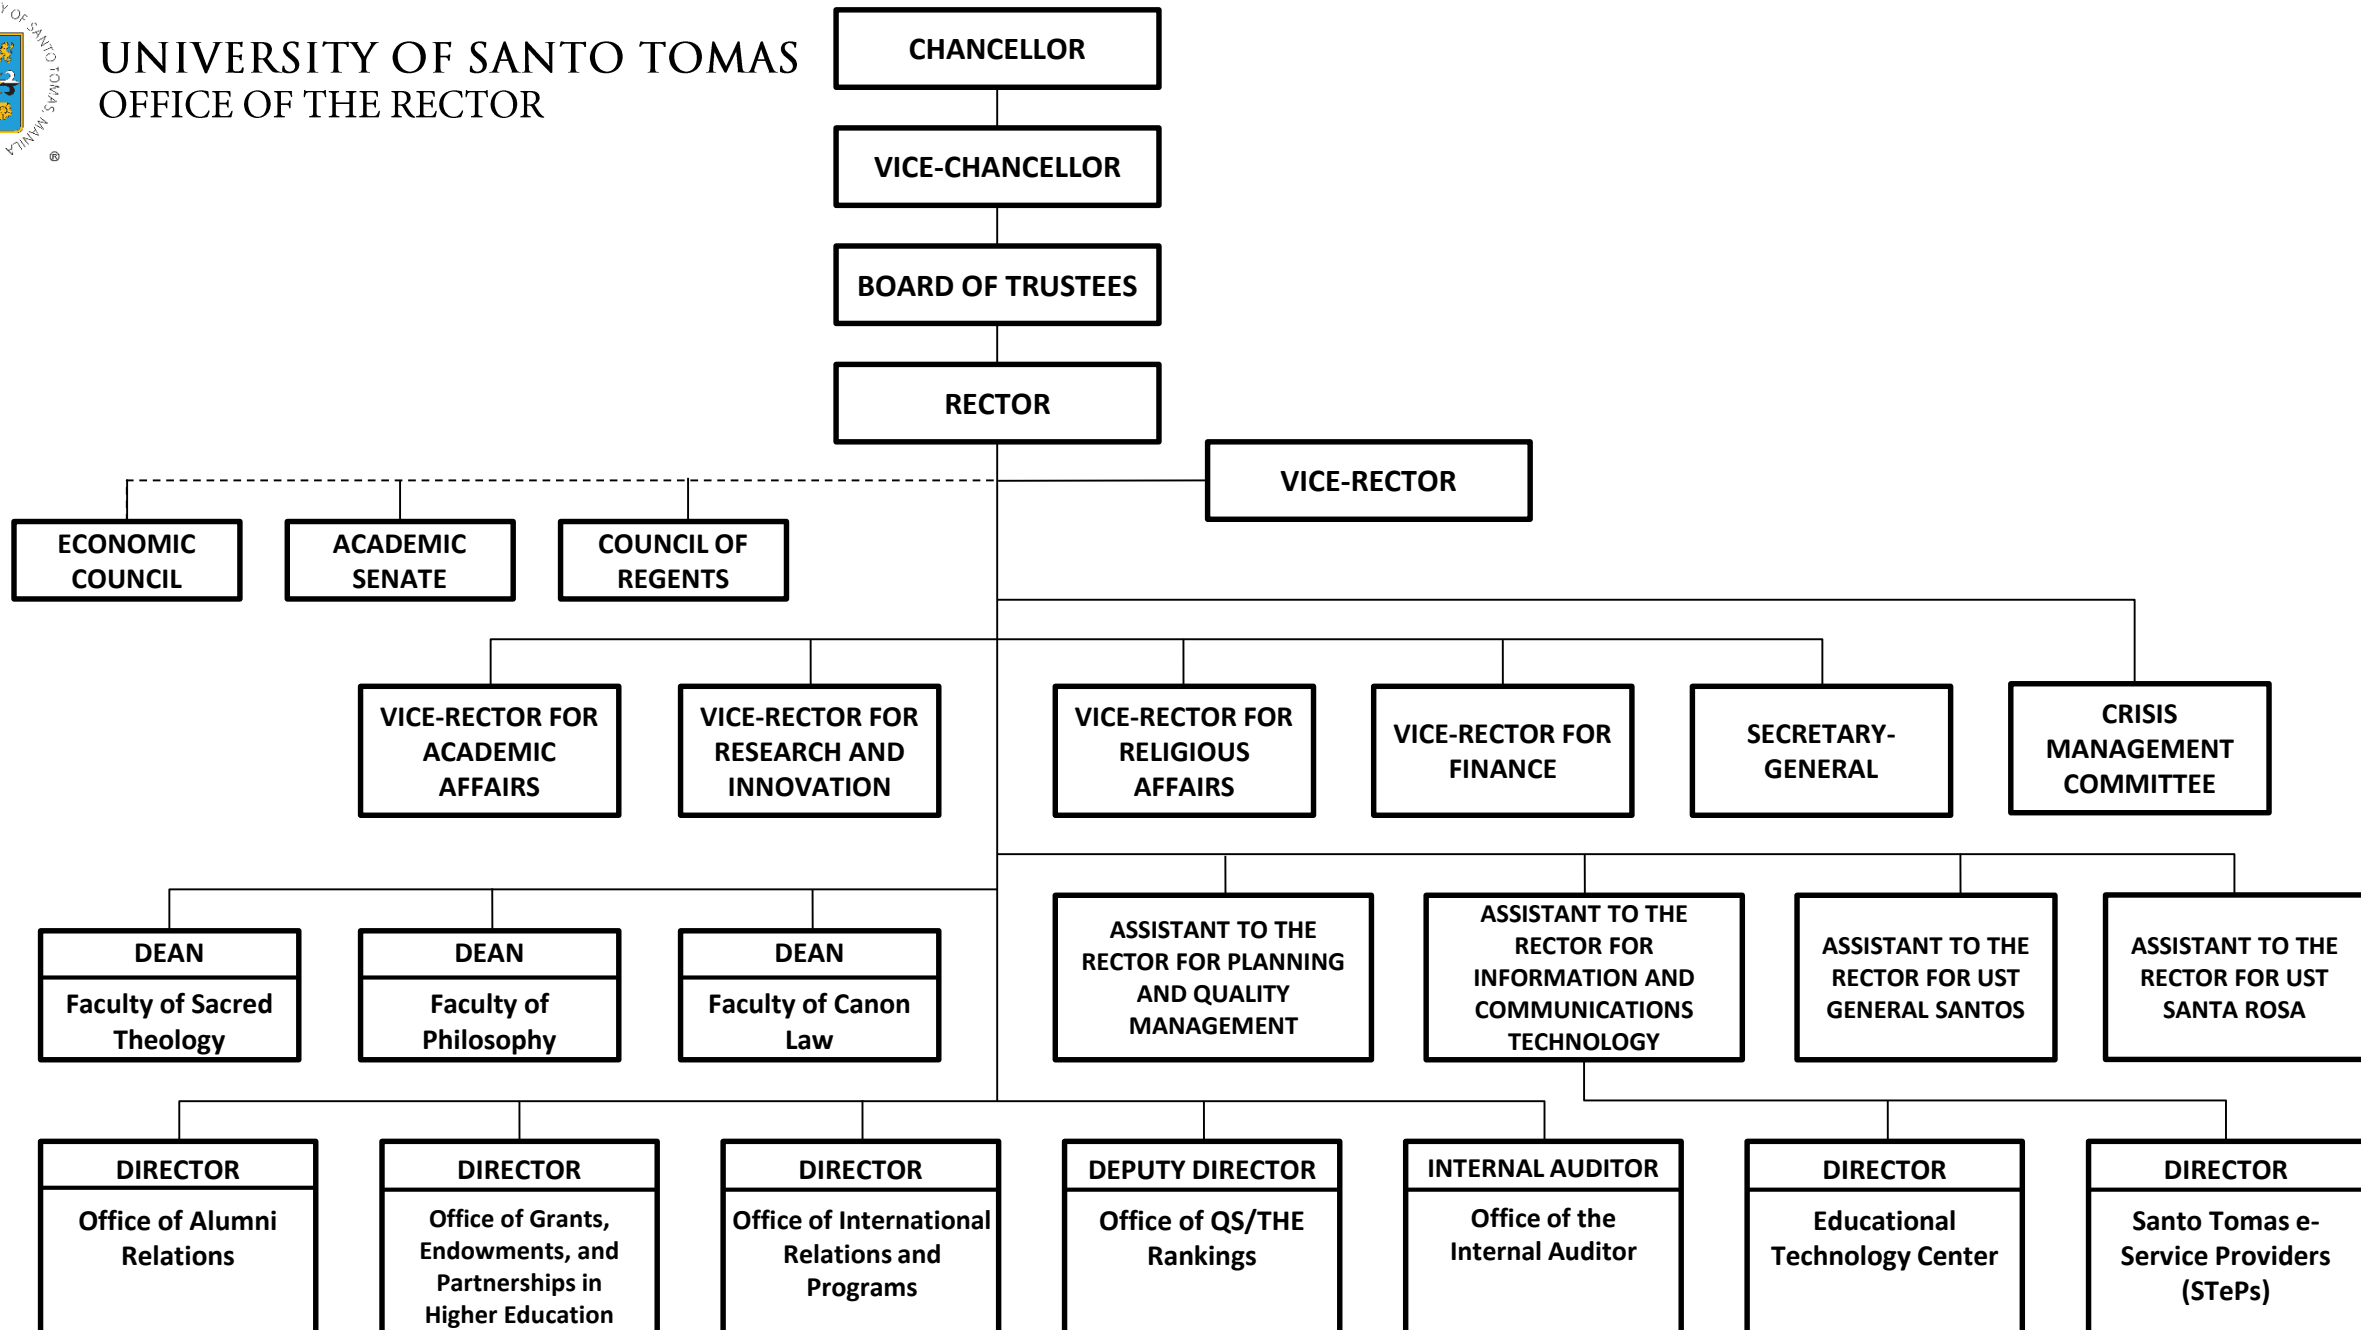 Y OF SANTO TOMAS, MANILA
®
UNIVERSITY OF SANTO TOMAS
OFFICE OF THE RECTOR
CHANCELLOR
VICE-CHANCELLOR
BOARD OF TRUSTEES
RECTOR
VICE-RECTOR
ECONOMIC
COUNCIL
ACADEMIC
SENATE
COUNCIL OF
REGENTS
VICE-RECTOR FOR
ACADEMIC
AFFAIRS
VICE-RECTOR FOR
RESEARCH AND
INNOVATION
VICE-RECTOR FOR
RELIGIOUS
AFFAIRS
VICE-RECTOR FOR
FINANCE
SECRETARY-
GENERAL
CRISIS
MANAGEMENT
COMMITTEE
DEAN
Faculty of Sacred
Theology
DEAN
Faculty of
Philosophy
DEAN
Faculty of Canon
Law
ASSISTANT TO THE
RECTOR FOR PLANNING
AND QUALITY
MANAGEMENT
ASSISTANT TO THE
RECTOR FOR
INFORMATION AND
COMMUNICATIONS
TECHNOLOGY
ASSISTANT TO THE
RECTOR FOR UST
GENERAL SANTOS
ASSISTANT TO THE
RECTOR FOR UST
SANTA ROSA
DIRECTOR
Office of Alumni
Relations
DIRECTOR
Office of Grants,
Endowments, and
Partnerships in
Higher Education
DIRECTOR
Office of International
Relations and
Programs
DEPUTY DIRECTOR
Office of QS/THE
Rankings
INTERNAL AUDITOR
Office of the
Internal Auditor
DIRECTOR
Educational
Technology Center
DIRECTOR
Santo Tomas e-
Service Providers
(STePs)